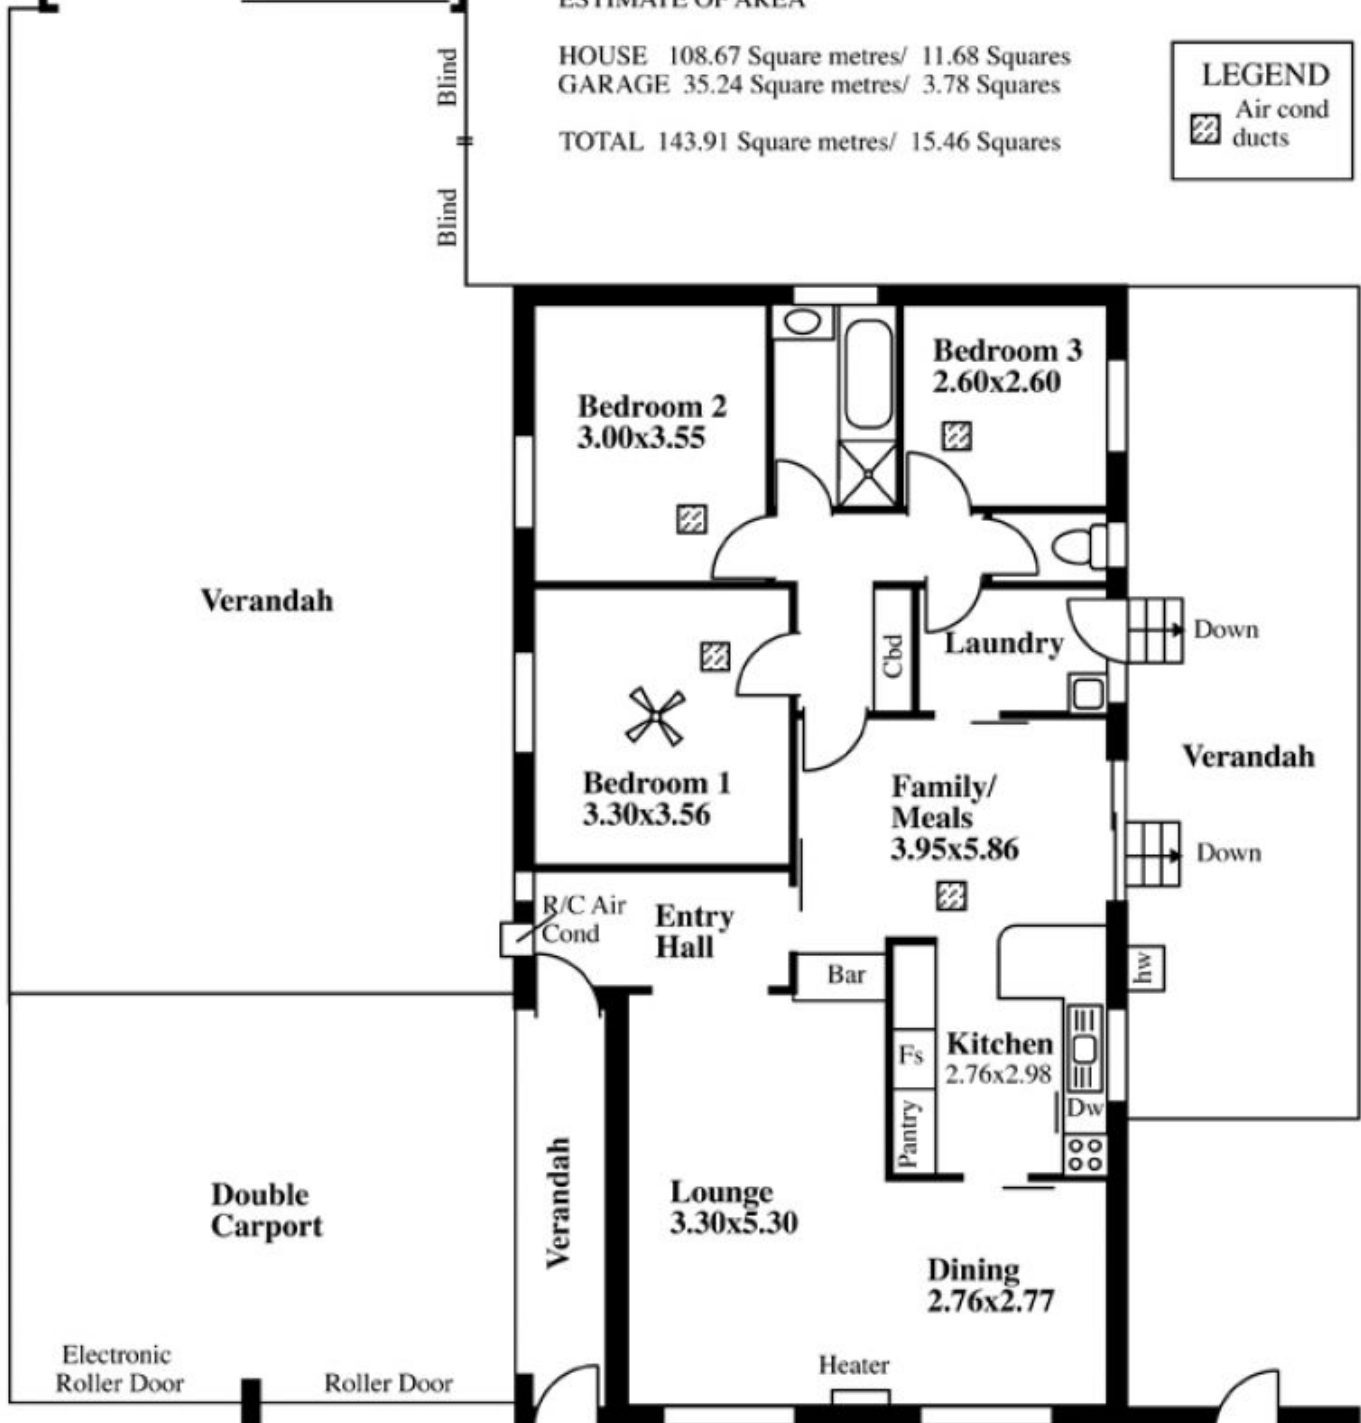 ESTIMATE OF AREA
HOUSE 108.67 Square metres/ 11.68 Squares
GARAGE 35.24 Square metres/ 3.78 Squares
TOTAL 143.91 Square metres/ 15.46 Squares
LEGEND
Air cond
ducts
Blind
Blind
Bedroom 2
3.00x3.55
Bedroom 3
2.60x2.60
Verandah
Cbd
Laundry
Down
Bedroom 1
3.30x3.56
Family/
Meals
3.95x5.86
Verandah
Down
R/C Air
Cond
Entry
Hall
Bar
hw
Fs
Kitchen
2.76x2.98
Pantry
Dw
Double
Carport
Verandah
Lounge
3.30x5.30
Dining
2.76x2.77
Electronic
Roller Door
Roller Door
Heater